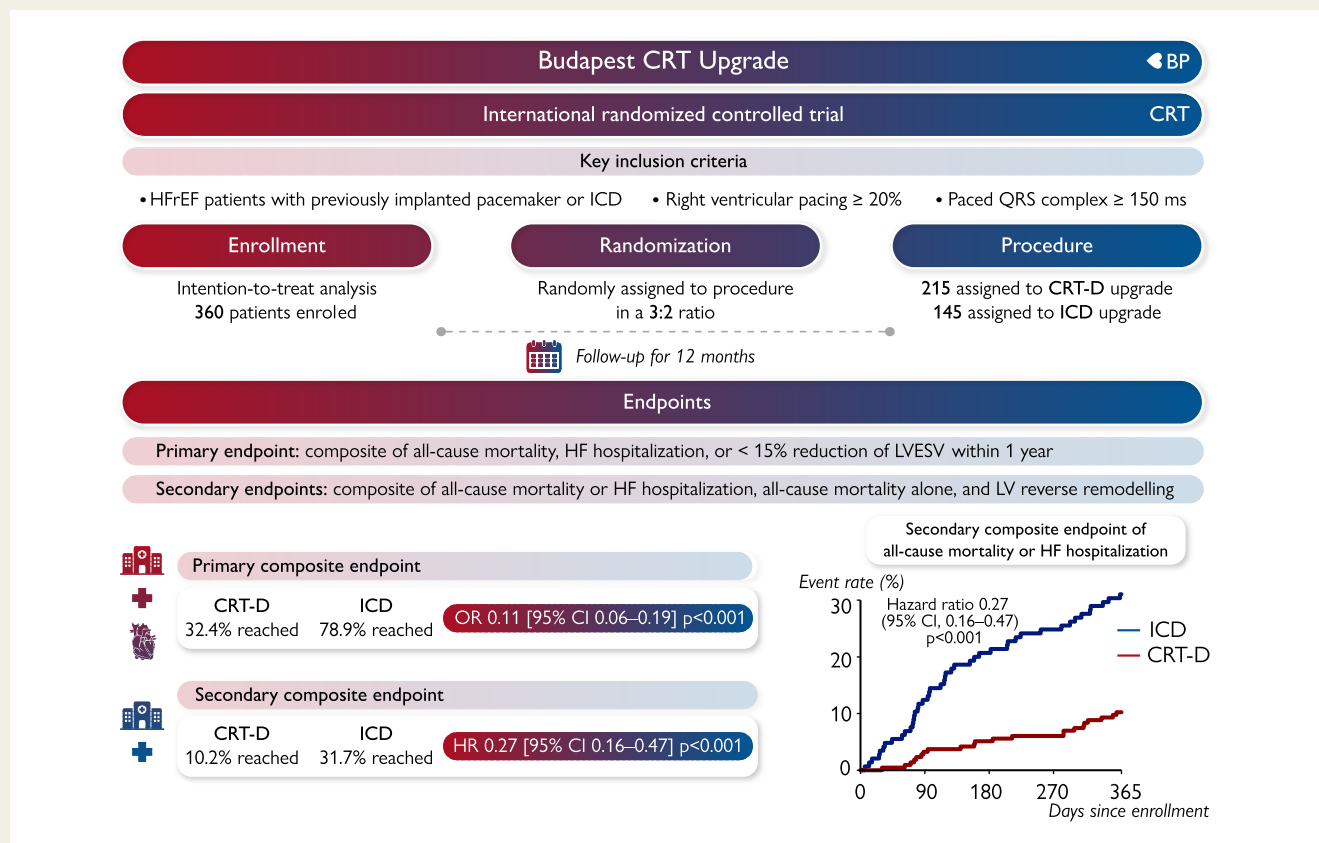 Budapest CRT Upgrade
BP
International randomized controlled trial
CRT
Key inclusion criteria
• HFrEF patients with previously implanted pacemaker or ICD
• Right ventricular pacing ≥ 20%
• Paced QRS complex ≥ 150 ms
Enrollment
Intention-to-treat analysis
360 patients enroled
Randomization
Randomly assigned to procedure
in a 3:2 ratio
Procedure
215 assigned to CRT-D upgrade
145 assigned to ICD upgrade
Follow-up for 12 months
Endpoints
Primary endpoint: composite of all-cause mortality, HF hospitalization, or < 15% reduction of LVESV within 1 year
Secondary endpoints: composite of all-cause mortality or HF hospitalization, all-cause mortality alone, and LV reverse remodelling
Primary composite endpoint
CRT-D
32.4% reached
ICD
78.9% reached
OR 0.11 [95% CI 0.06–0.19] p<0.001
Secondary composite endpoint
CRT-D
10.2% reached
ICD
31.7% reached
HR 0.27 [95% CI 0.16–0.47] p<0.001
Secondary composite endpoint of
all-cause mortality or HF hospitalization
Event rate (%)
Hazard ratio 0.27
(95% CI, 0.16–0.47)
p<0.001
30
20
10
0
ICD
CRT-D
0 90 180 270 365
Days since enrollment